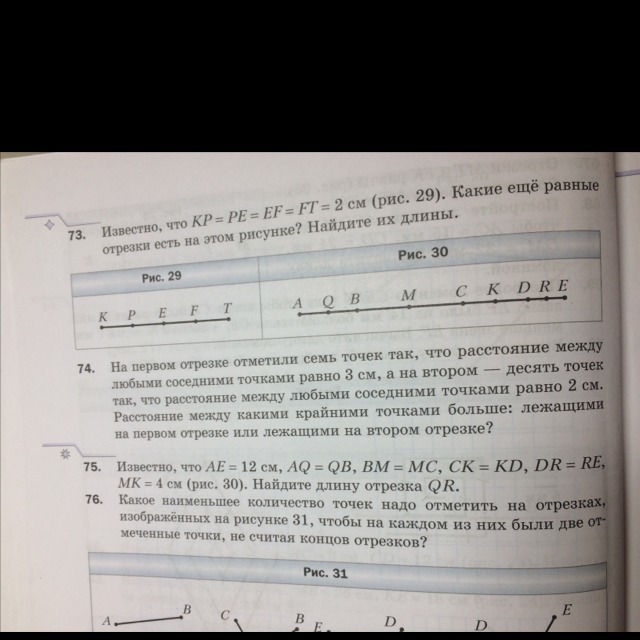 73. Известно, что KP = PE = EF = FT = 2 см (рис. 29). Какие ещё равные
отрезки есть на этом рисунке? Найдите их длины.
Рис. 29
Рис. 30
K P E F T
A Q B M C K D R E
74. На первом отрезке отметили семь точек так, что расстояние между
любыми соседними точками равно 3 см, а на втором — десять точек
так, что расстояние между любыми соседними точками равно 2 см.
Расстояние между какими крайними точками больше: лежащими
на первом отрезке или лежащими на втором отрезке?
75. Известно, что AE = 12 см, AQ = QB, BM = MC, CK = KD, DR = RE,
MK = 4 см (рис. 30). Найдите длину отрезка QR.
76. Какое наименьшее количество точек надо отметить на отрезках,
изображённых на рисунке 31, чтобы на каждом из них были две от-
меченные точки, не считая концов отрезков?
Рис. 31
A B C B E D D E